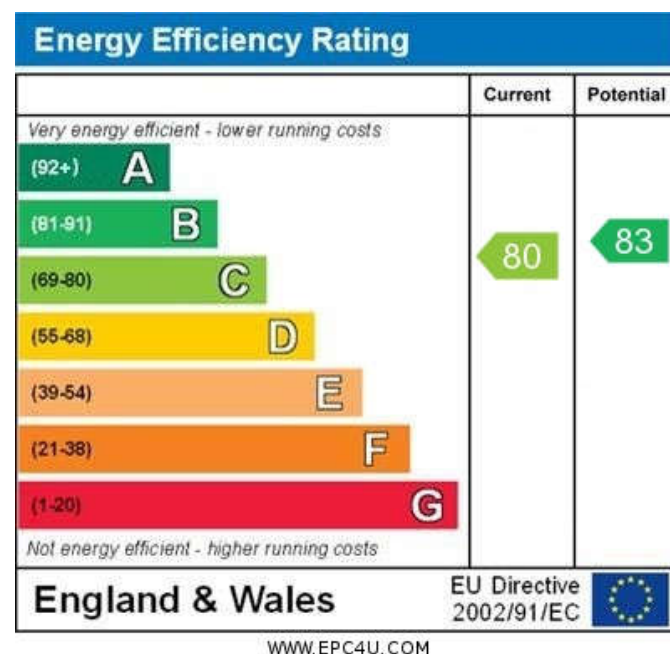 Energy Efficiency Rating
Current Potential
Very energy efficient - lower running costs
(92+) A
(81-91) B
(69-80) C
(55-68) D
(39-54) E
(21-38) F
(1-20) G
80
83
Not energy efficient - higher running costs
England & Wales
EU Directive
2002/91/EC
WWW.EPC4U.COM